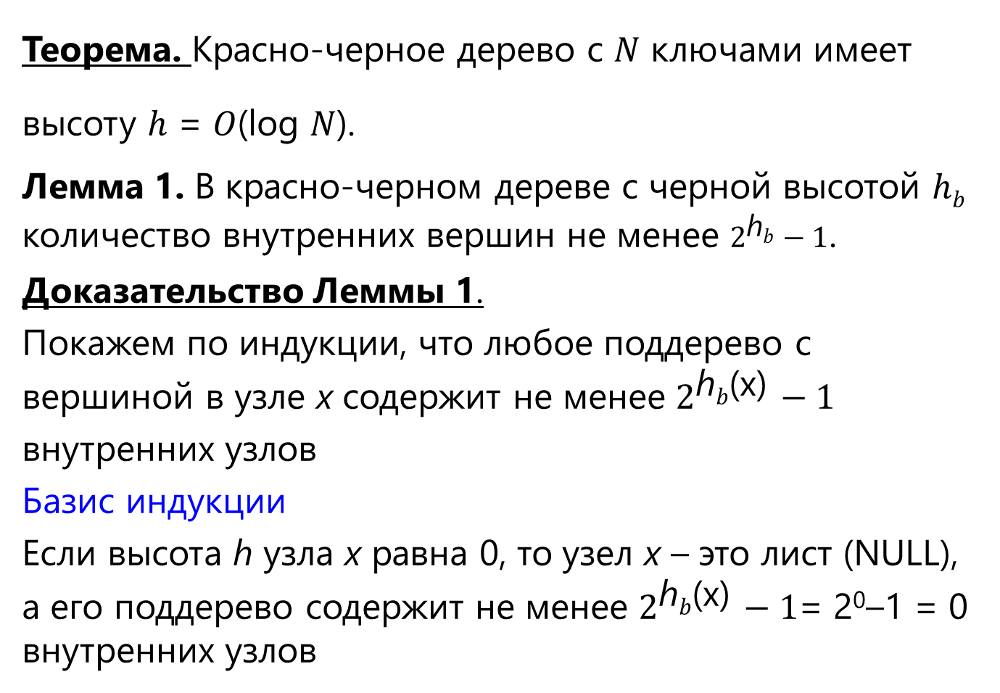 Теорема. Красно-черное дерево с N ключами имеет
высоту h = O(log N).
Лемма 1. В красно-черном дереве с черной высотой h_b
количество внутренних вершин не менее 2^{h_b} − 1.
Доказательство Леммы 1.
Покажем по индукции, что любое поддерево с
вершиной в узле x содержит не менее 2^{h_b(x)} − 1
внутренних узлов
Базис индукции
Если высота h узла x равна 0, то узел x – это лист (NULL),
а его поддерево содержит не менее 2^{h_b(x)} − 1= 2^0–1 = 0
внутренних узлов